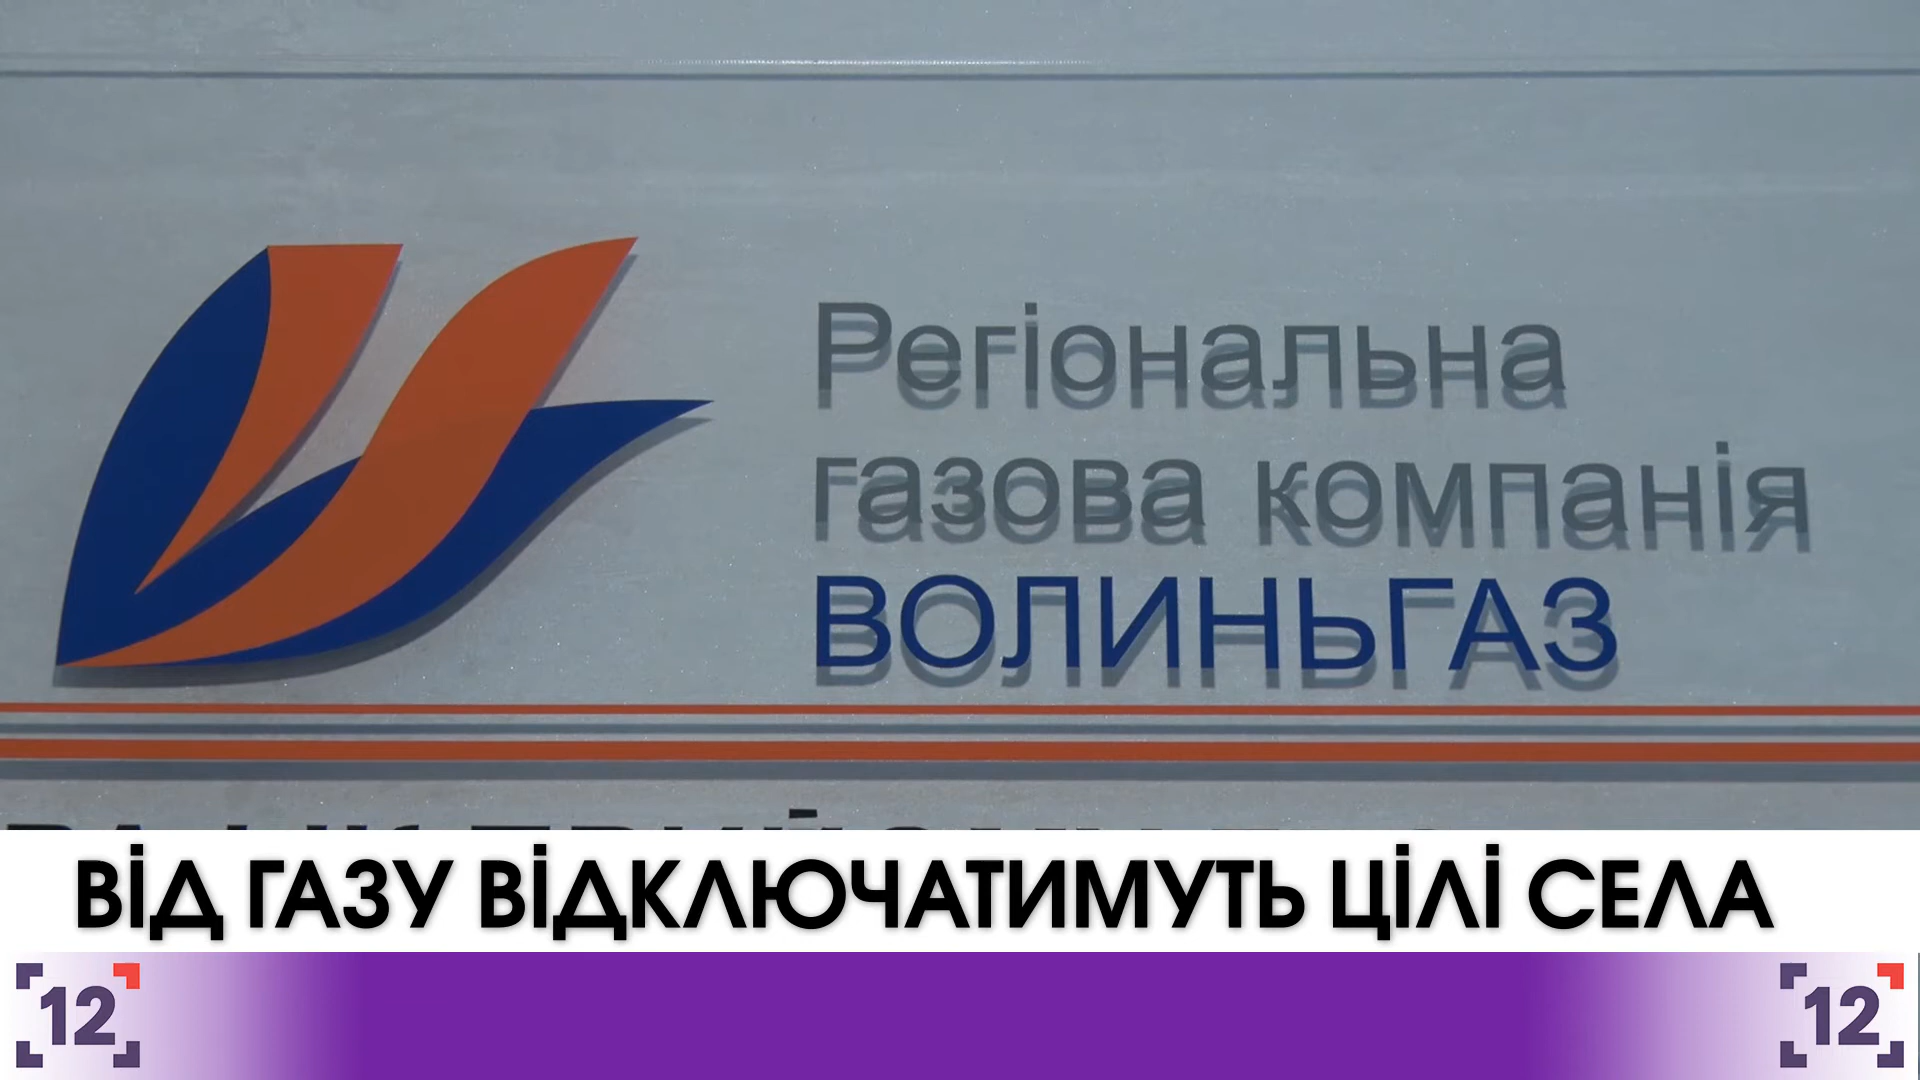 Регіональна
газова компанія
ВОЛИНЬГАЗ
ВІД ГАЗУ ВІДКЛЮЧАТИМУТЬ ЦІЛІ СЕЛА
12 12